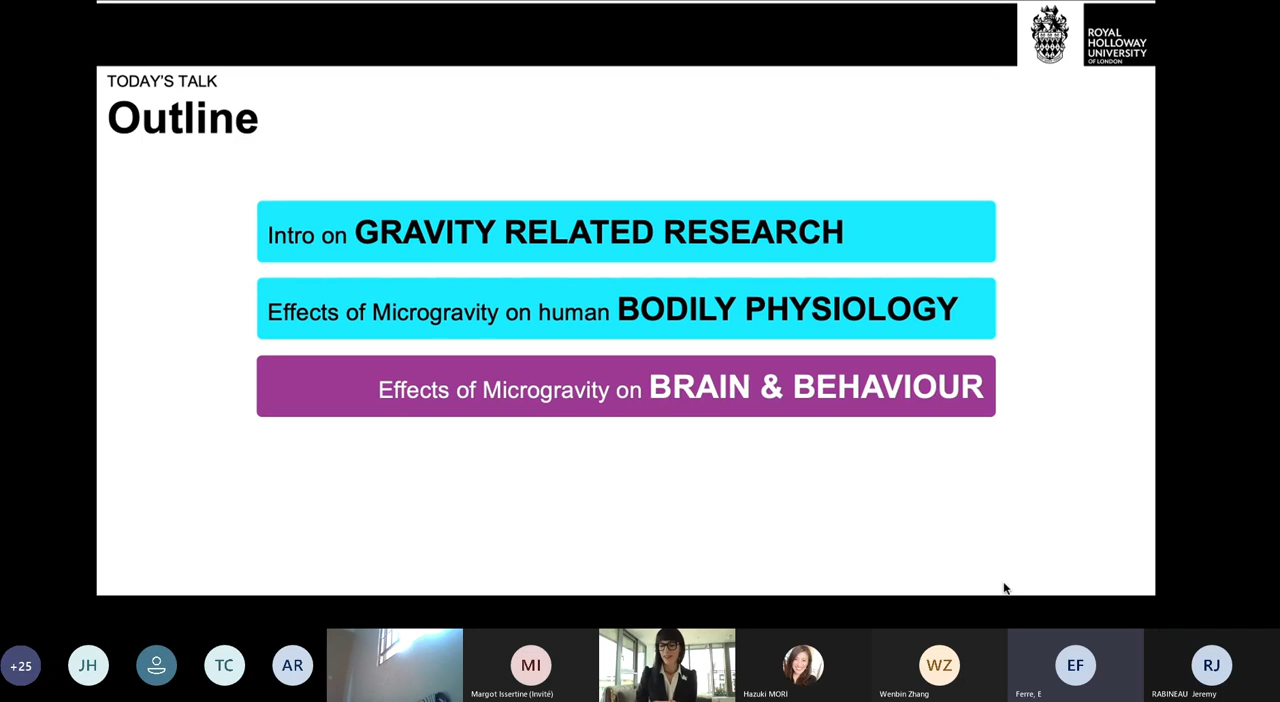 ROYAL
HOLLOWAY
UNIVERSITY
OF LONDON
TODAY'S TALK
Outline
Intro on GRAVITY RELATED RESEARCH
Effects of Microgravity on human BODILY PHYSIOLOGY
Effects of Microgravity on BRAIN & BEHAVIOUR
+25
JH
TC
AR
MI
WZ
EF
RJ
Margot Issertine (Invité)
Hazuki MORI
Wenbin Zhang
Ferre, E
RABINEAU Jeremy